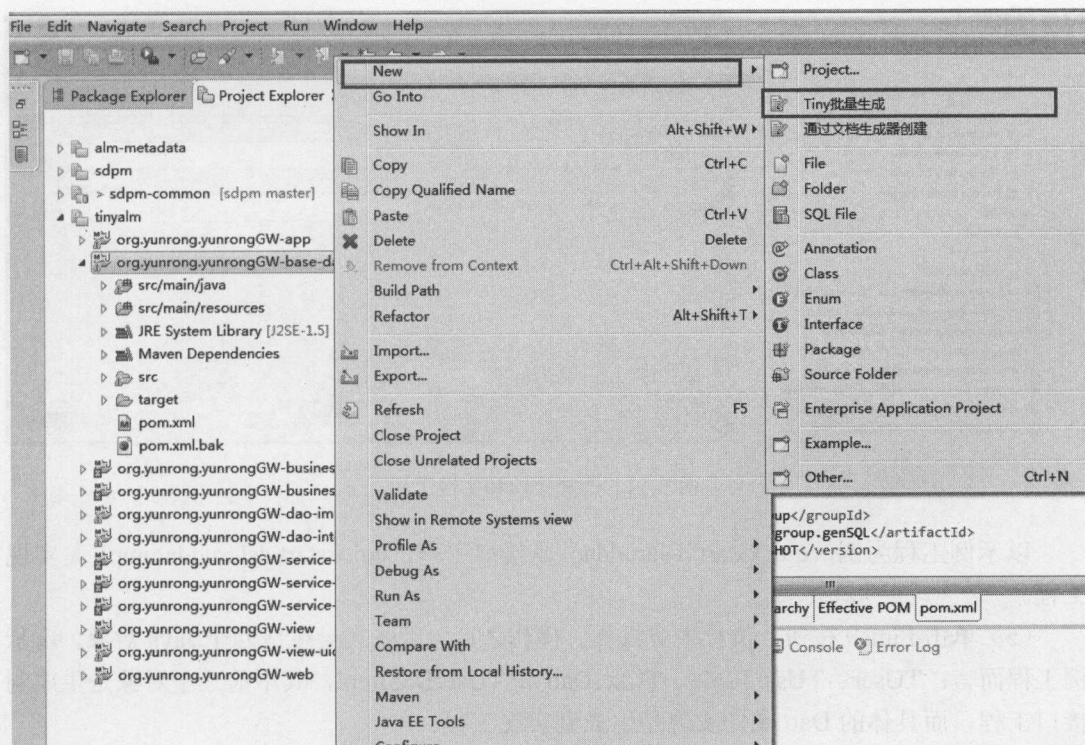 File Edit Navigate Search Project Run Window Help
Package Explorer Project Explorer
alm-metadata
sdpm
> sdpm-common [sdpm master]
tinyalm
org.yunrong.yunrongGW-app
org.yunrong.yunrongGW-base-da
src/main/java
src/main/resources
JRE System Library [J2SE-1.5]
Maven Dependencies
src
target
pom.xml
pom.xml.bak
org.yunrong.yunrongGW-busines
org.yunrong.yunrongGW-busines
org.yunrong.yunrongGW-dao-im
org.yunrong.yunrongGW-dao-int
org.yunrong.yunrongGW-service-
org.yunrong.yunrongGW-service-
org.yunrong.yunrongGW-service-
org.yunrong.yunrongGW-view
org.yunrong.yunrongGW-view-uic
org.yunrong.yunrongGW-web
New
Go Into
Show In Alt+Shift+W
Copy Ctrl+C
Copy Qualified Name
Paste Ctrl+V
Delete Delete
Remove from Context Ctrl+Alt+Shift+Down
Build Path
Refactor Alt+Shift+T
Import...
Export...
Refresh F5
Close Project
Close Unrelated Projects
Validate
Show in Remote Systems view
Profile As
Debug As
Run As
Team
Compare With
Restore from Local History...
Maven
Java EE Tools
Project...
Tiny批量生成
通过文档生成器创建
File
Folder
SQL File
Annotation
Class
Enum
Interface
Package
Source Folder
Enterprise Application Project
Example...
Other... Ctrl+N
up</groupId>
group.genSQL</artifactId>
HOT</version>
archy Effective POM pom.xml
Console Error Log